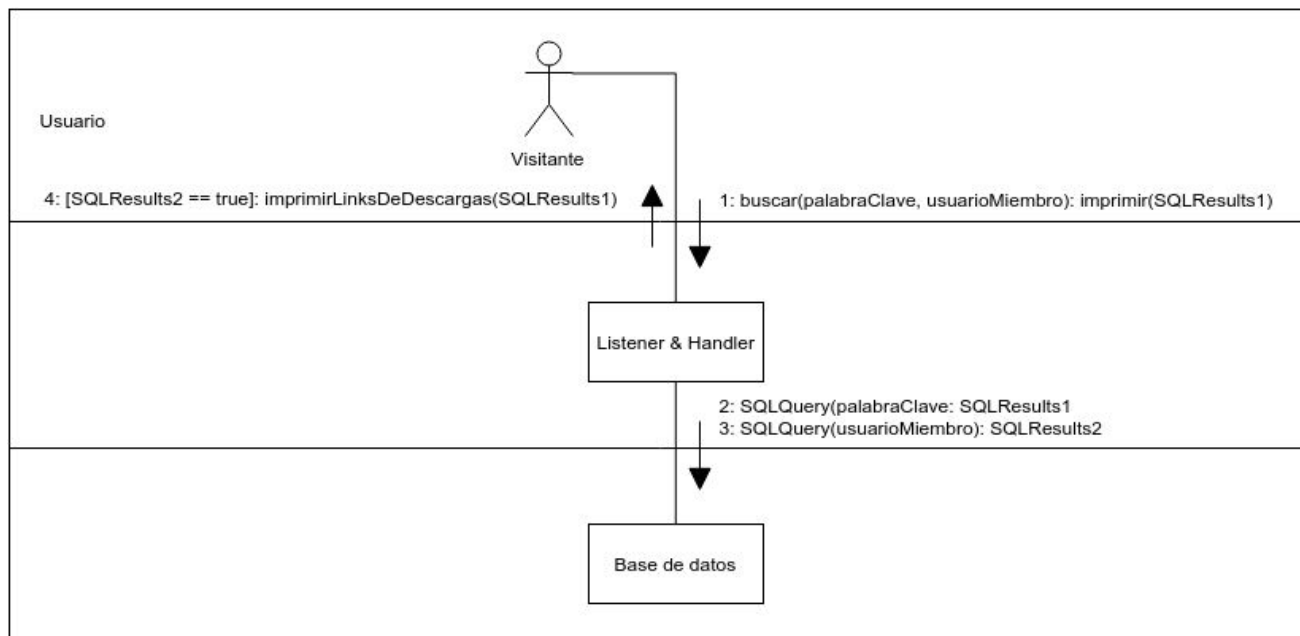 Usuario
Visitante
4: [SQLResults2 == true]: imprimirLinksDeDescargas(SQLResults1)
1: buscar(palabraClave, usuarioMiembro): imprimir(SQLResults1)
Listener & Handler
2: SQLQuery(palabraClave: SQLResults1
3: SQLQuery(usuarioMiembro): SQLResults2
Base de datos